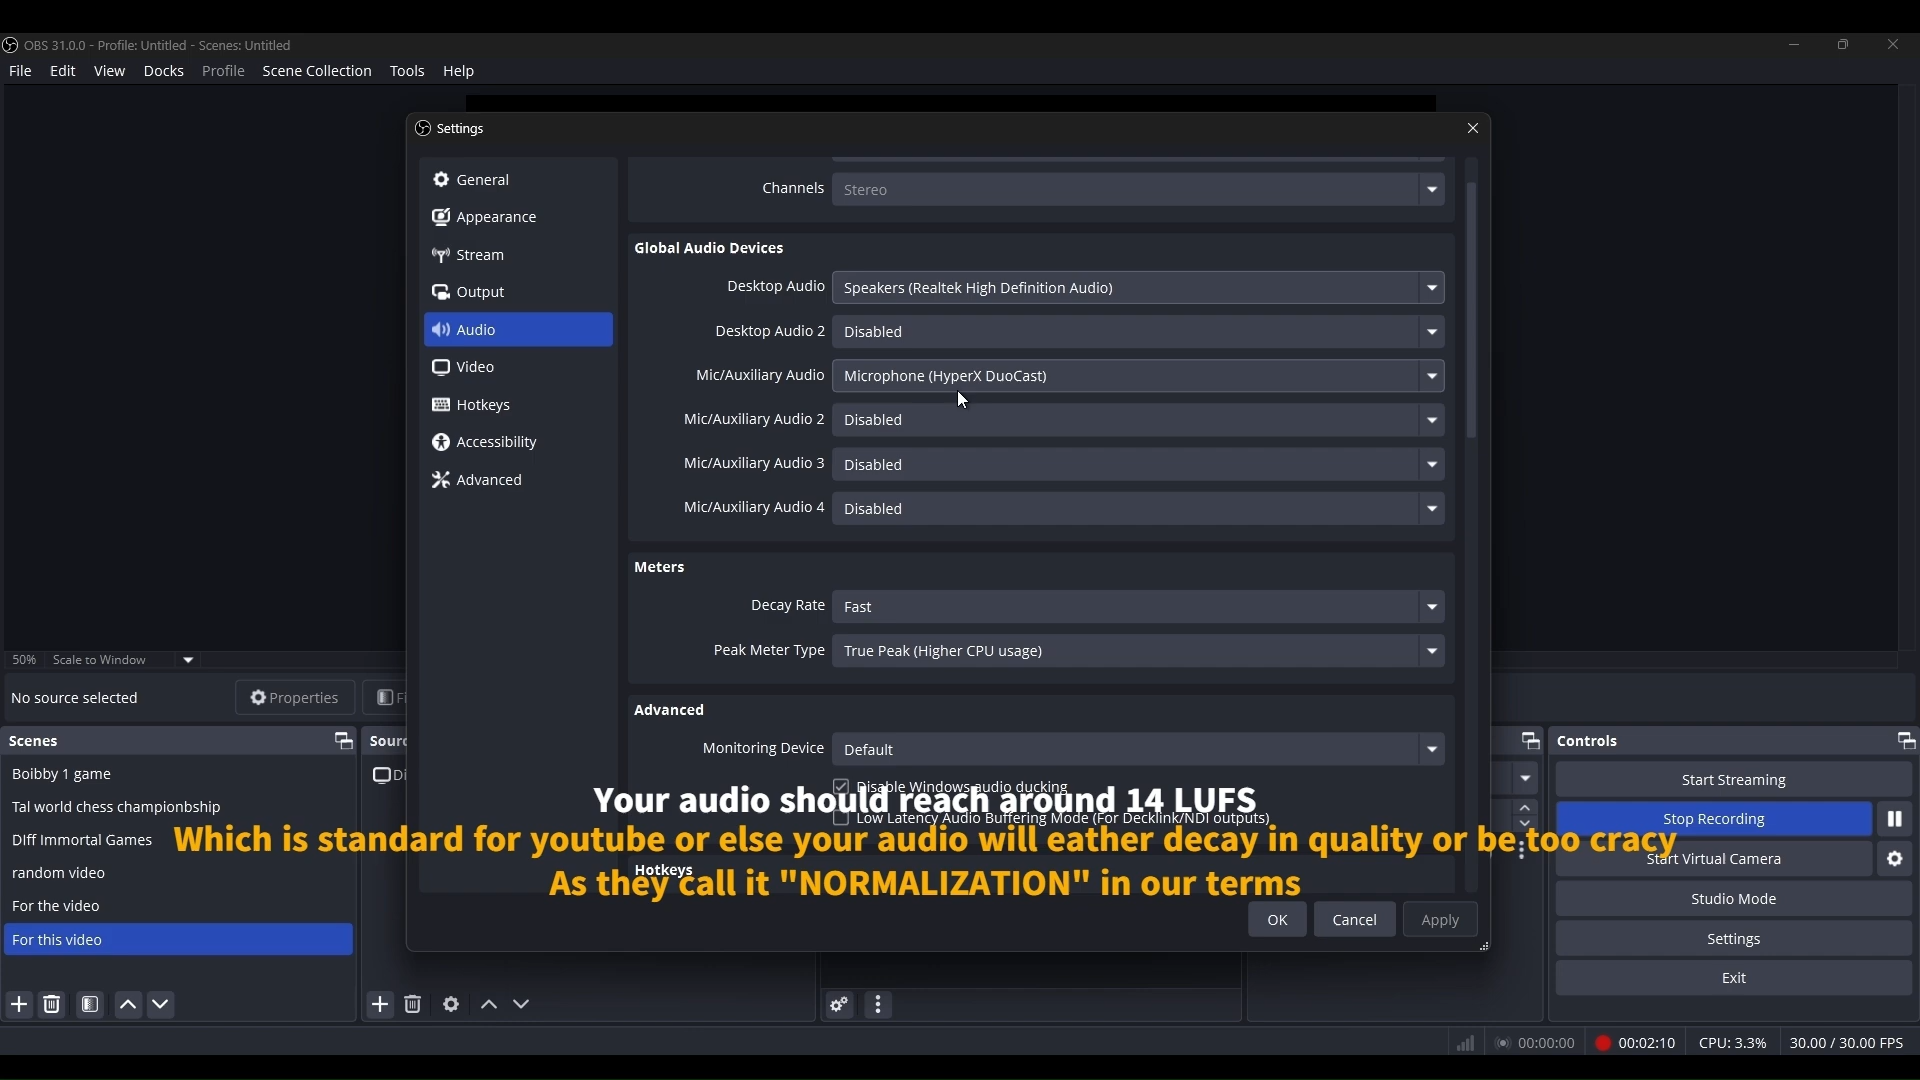 OBS 31.0.0 - Profile: Untitled - Scenes: Untitled
File Edit View Docks Profile Scene Collection Tools Help
Settings
General
Appearance
Stream
Output
Audio
Video
Hotkeys
Accessibility
Advanced
Channels Stereo
Global Audio Devices
Desktop Audio Speakers (Realtek High Definition Audio)
Desktop Audio 2 Disabled
Mic/Auxiliary Audio Microphone (HyperX DuoCast)
Mic/Auxiliary Audio 2 Disabled
Mic/Auxiliary Audio 3 Disabled
Mic/Auxiliary Audio 4 Disabled
Meters
Decay Rate Fast
Peak Meter Type True Peak (Higher CPU usage)
Advanced
Monitoring Device Default
Disable Windows audio ducking
Low Latency Audio Buffering Mode (For Decklink/NDI outputs)
Hotkeys
OK Cancel Apply
Your audio should reach around 14 LUFS
Which is standard for youtube or else your audio will eather decay in quality or be too cracy
As they call it "NORMALIZATION" in our terms
50% Scale to Window
No source selected
Properties Fi
Scenes
Boibby 1 game
Tal world chess championbship
DIff Immortal Games
random video
For the video
For this video
Sourc
Di
Controls
Start Streaming
Stop Recording
Start Virtual Camera
Studio Mode
Settings
Exit
00:00:00 00:02:10 CPU: 3.3% 30.00 / 30.00 FPS